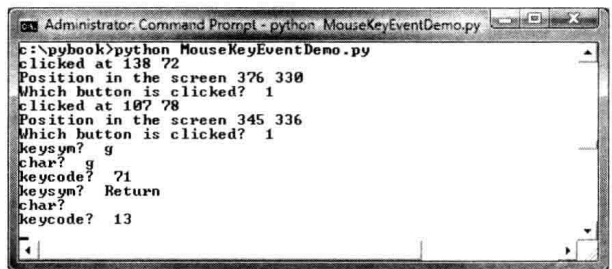 Administrator: Command Prompt - python MouseKeyEventDemo.py
c:\pybook>python MouseKeyEventDemo.py
clicked at 138 72
Position in the screen 376 330
Which button is clicked?  1
clicked at 107 78
Position in the screen 345 336
Which button is clicked?  1
keysym?  g
char?  g
keycode?  71
keysym?  Return
char?
keycode?  13